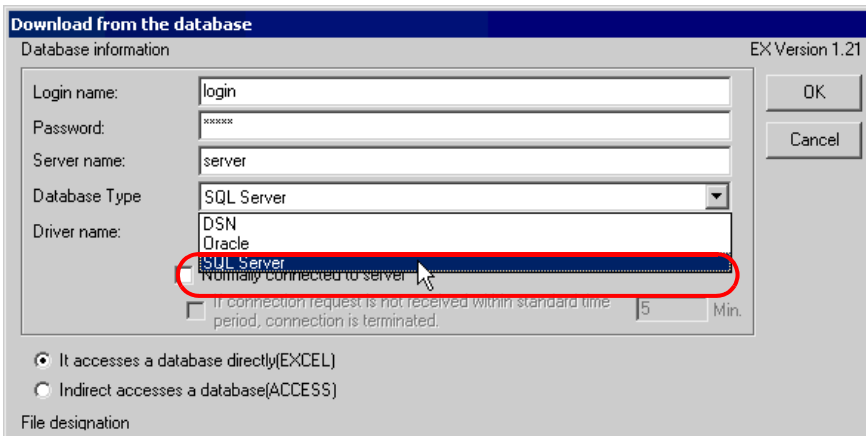 Download from the database
Database information EX Version 1.21
Login name: login OK
Password: xxxxx
Cancel
Server name: server
Database Type SQL Server
Driver name: DSN
Oracle
SQL Server
Normally connected to server
If connection request is not received within standard time 5 Min.
period, connection is terminated.
It accesses a database directly(EXCEL)
Indirect accesses a database(ACCESS)
File designation